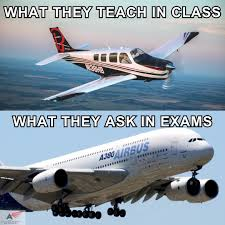 WHAT THEY TEACH IN CLASS
WHAT THEY ASK IN EXAMS
A380 AIRBUS